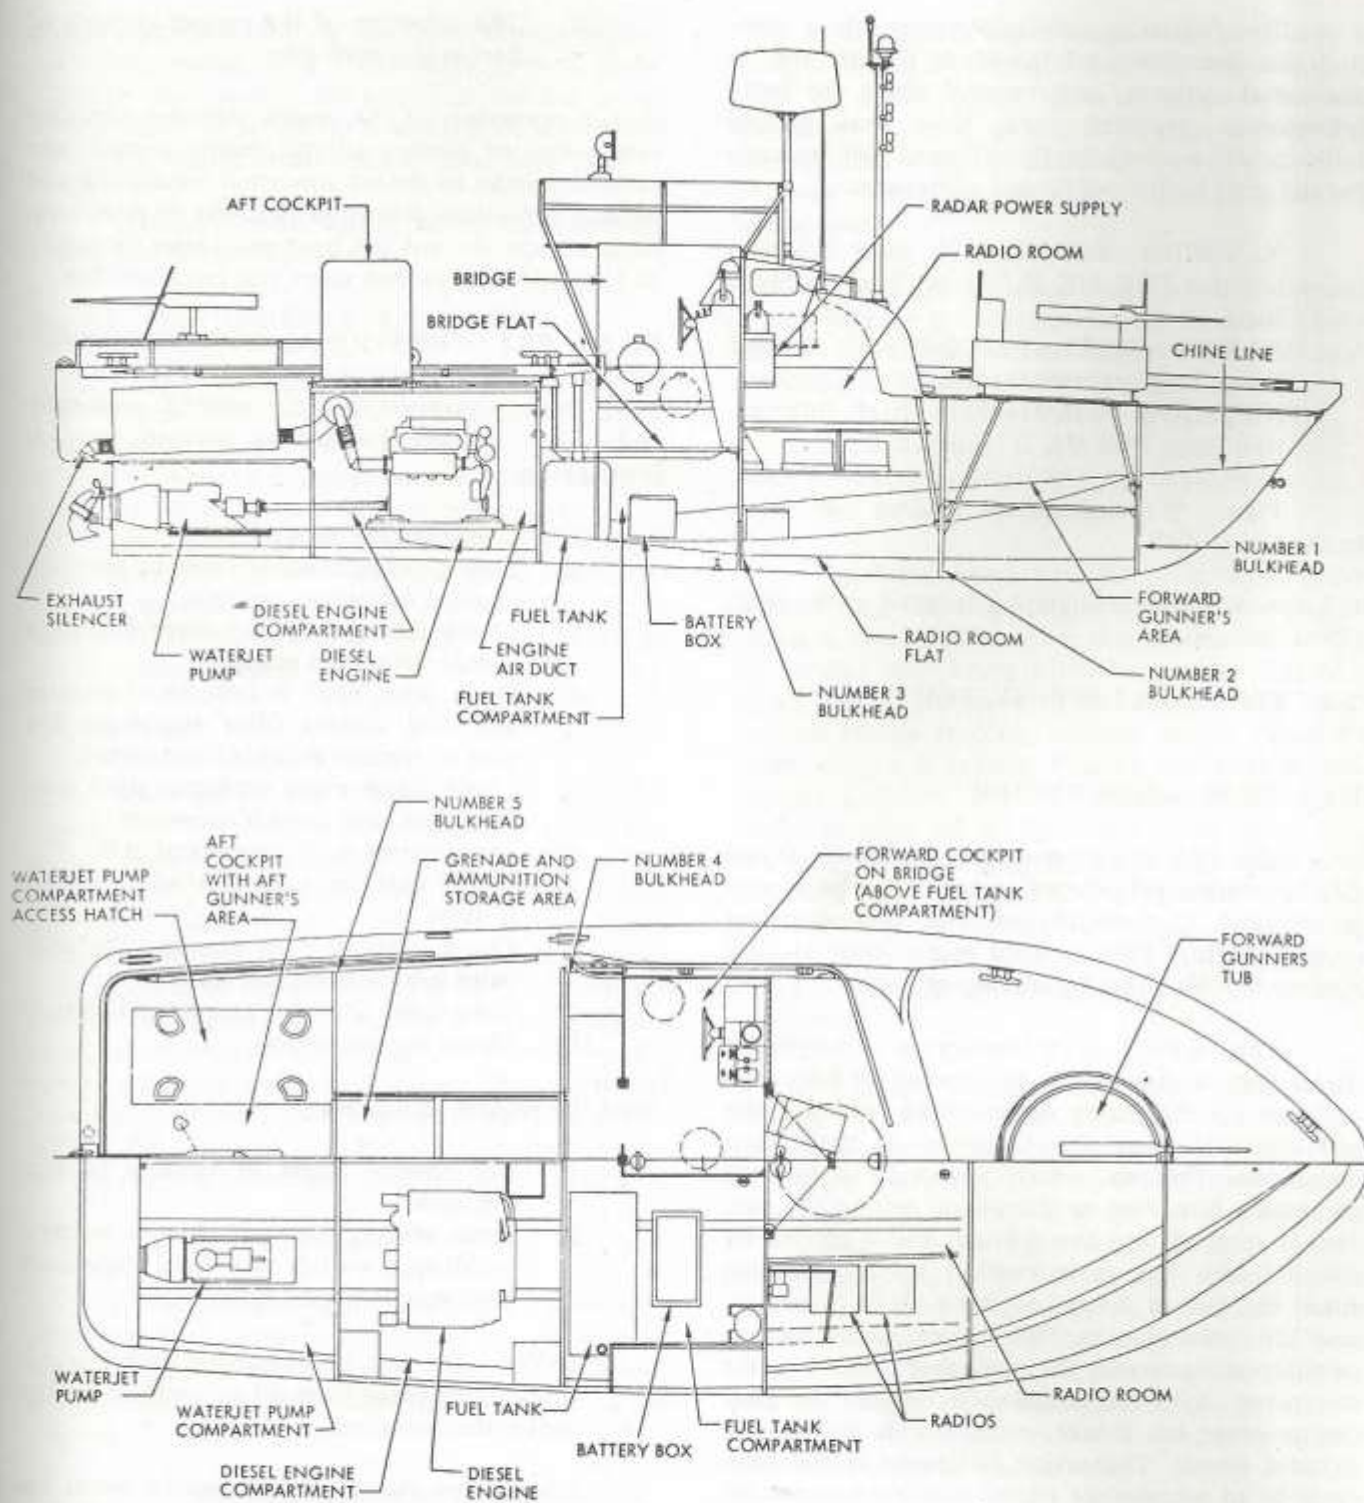 AFT COCKPIT
BRIDGE
BRIDGE FLAT
RADAR POWER SUPPLY
RADIO ROOM
CHINE LINE
EXHAUST
SILENCER
DIESEL ENGINE
COMPARTMENT
WATERJET
PUMP
DIESEL
ENGINE
FUEL TANK
ENGINE
AIR DUCT
FUEL TANK
COMPARTMENT
BATTERY
BOX
NUMBER 3
BULKHEAD
RADIO ROOM
FLAT
NUMBER 1
BULKHEAD
FORWARD
GUNNER'S
AREA
NUMBER 2
BULKHEAD
WATERJET PUMP
COMPARTMENT
ACCESS HATCH
AFT
COCKPIT
WITH AFT
GUNNER'S
AREA
NUMBER 5
BULKHEAD
GRENADE AND
AMMUNITION
STORAGE AREA
NUMBER 4
BULKHEAD
FORWARD COCKPIT
ON BRIDGE
(ABOVE FUEL TANK
COMPARTMENT)
FORWARD
GUNNERS
TUB
WATERJET
PUMP
WATERJET PUMP
COMPARTMENT
DIESEL ENGINE
COMPARTMENT
DIESEL
ENGINE
FUEL TANK
BATTERY BOX
FUEL TANK
COMPARTMENT
RADIOS
RADIO ROOM